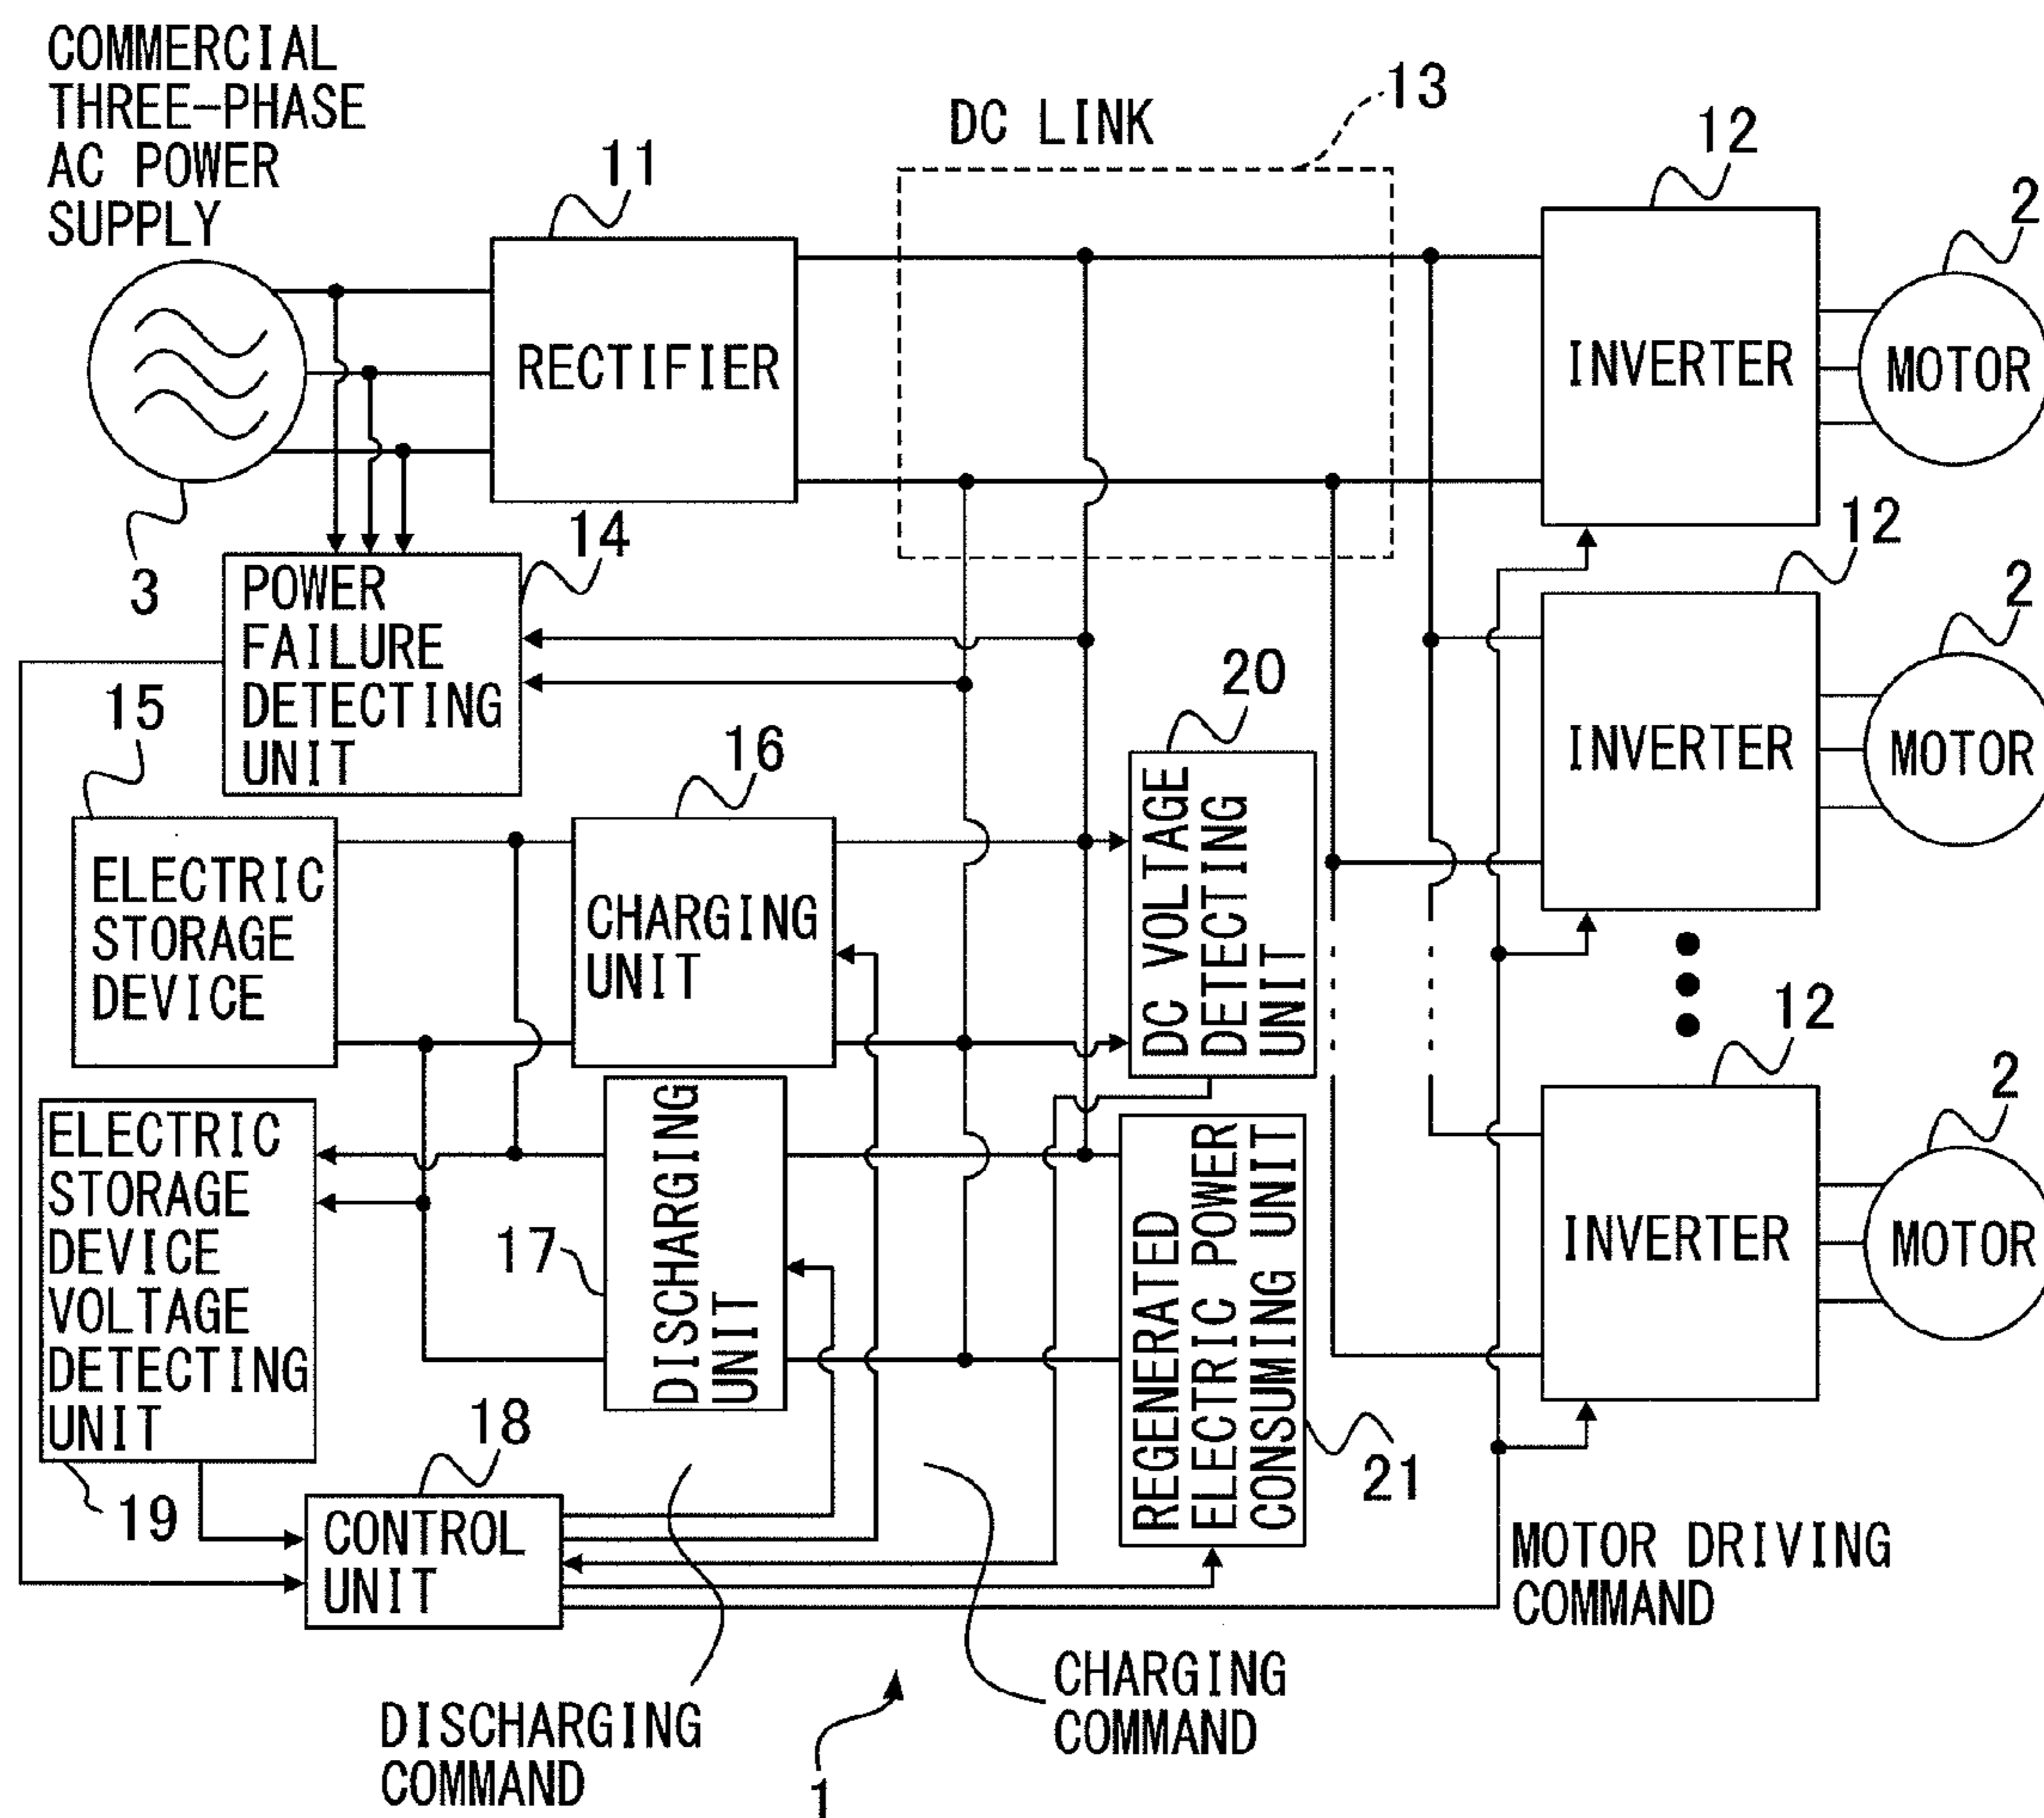 COMMERCIAL
THREE-PHASE
AC POWER
SUPPLY
DC LINK
13
11
12
2
RECTIFIER
INVERTER
MOTOR
3
14
12
2
POWER
FAILURE
DETECTING
UNIT
INVERTER
MOTOR
15
16
20
ELECTRIC
STORAGE
DEVICE
CHARGING
UNIT
DC VOLTAGE
DETECTING
UNIT
12
2
INVERTER
MOTOR
ELECTRIC
STORAGE
DEVICE
VOLTAGE
DETECTING
UNIT
17
DISCHARGING
UNIT
REGENERATED
ELECTRIC POWER
CONSUMING UNIT
21
19
18
CONTROL
UNIT
MOTOR DRIVING
COMMAND
DISCHARGING
COMMAND
CHARGING
COMMAND
1